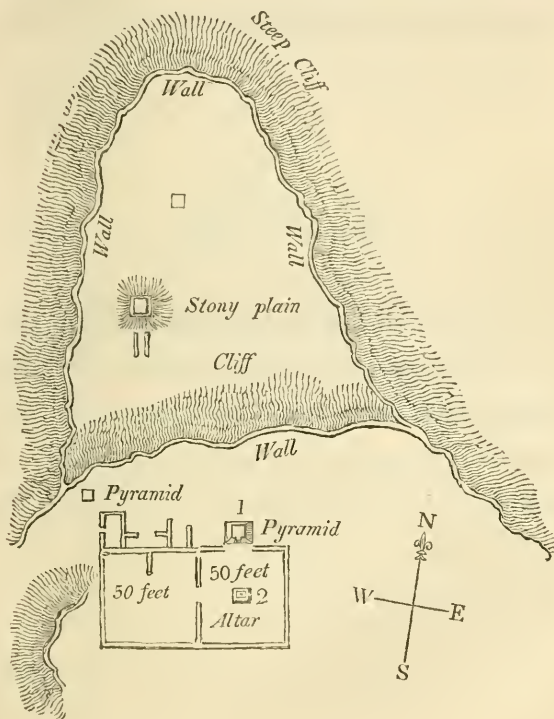 Steep Cliff
Wall
Wall
Wall
Stony plain
Cliff
Wall
Pyramid
1
Pyramid
50 feet
50 feet
2
Altar
N
W
E
S